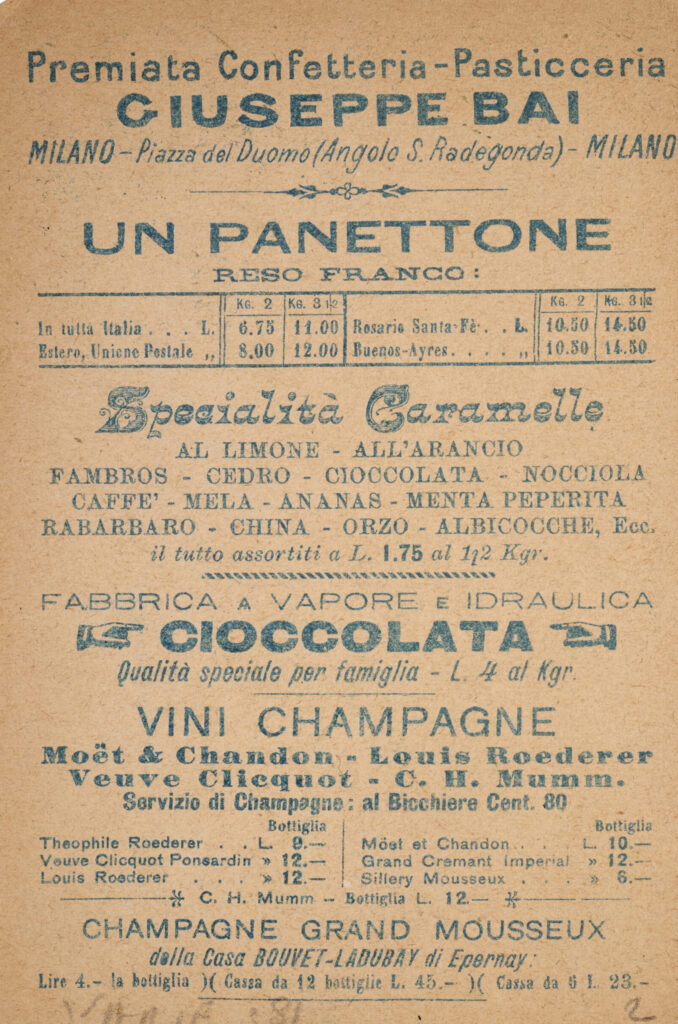 Premiata Confetteria-Pasticceria
GIUSEPPE BAI
MILANO - Piazza del Duomo (Angolo S. Radegonda) - MILANO
UN PANETTONE
RESO FRANCO:
KG. 2 KG. 3 1|2 KG. 2 KG. 3 1|2
In tutta Italia . . . L. 6.75 11.00 Rosario Santa-Fè . . L. 10.50 14.50
Estero, Unione Postale „ 8.00 12.00 Buenos-Ayres . . . . „ 10.50 14.50
Specialità Caramelle
AL LIMONE - ALL'ARANCIO
FAMBROS - CEDRO - CIOCCOLATA - NOCCIOLA
CAFFE' - MELA - ANANAS - MENTA PEPERITA
RABARBARO - CHINA - ORZO - ALBICOCCHE, Ecc.
il tutto assortiti a L. 1.75 al 1|2 Kgr.
FABBRICA A VAPORE E IDRAULICA
CIOCCOLATA
Qualità speciale per famiglia - L. 4 al Kgr.
VINI CHAMPAGNE
Moët & Chandon - Louis Roederer
Veuve Clicquot - C. H. Mumm.
Servizio di Champagne: al Bicchiere Cent. 80
Bottiglia Bottiglia
Theophile Roederer . . L. 9.— Möet et Chandon . . . L. 10.—
Veuve Clicquot Ponsardin » 12.— Grand Cremant Imperial » 12.—
Louis Roederer . . . » 12.— Sillery Mousseux . . . » 6.—
C. H. Mumm — Bottiglia L. 12.—
CHAMPAGNE GRAND MOUSSEUX
della Casa BOUVET-LADUBAY di Epernay:
Lire 4.- la bottiglia )( Cassa da 12 bottiglie L. 45.- )( Cassa da 6 L. 23.-
2